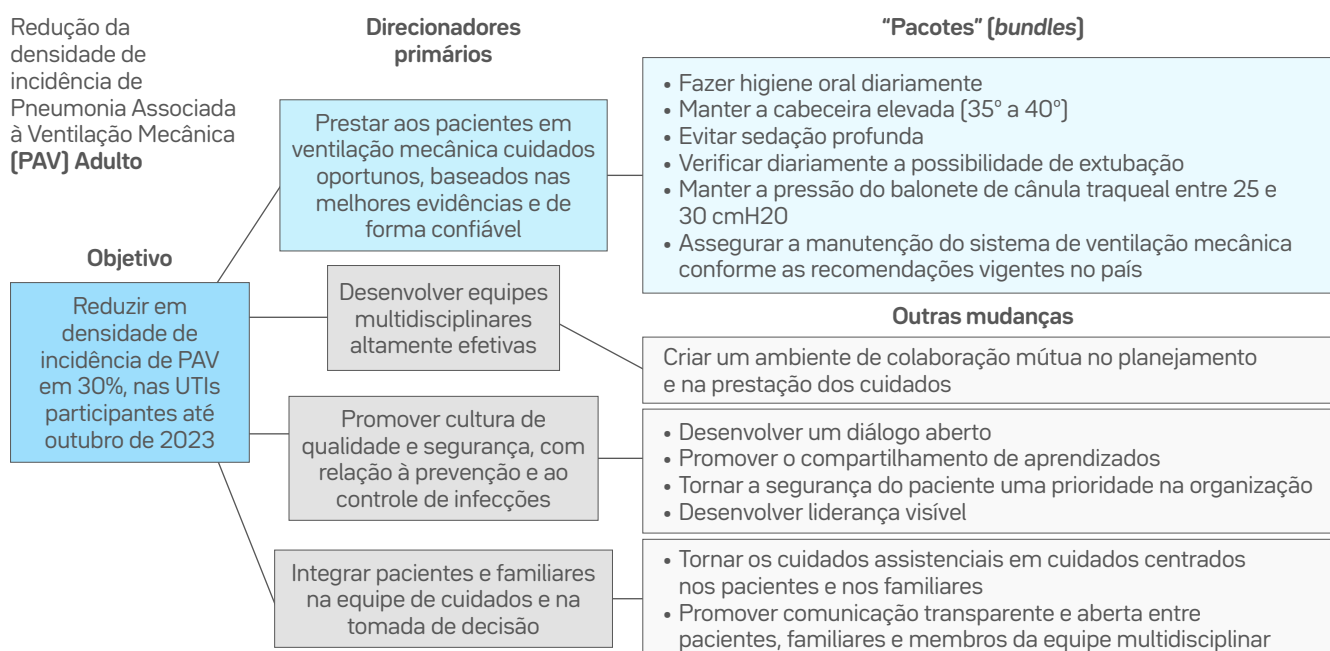 Redução da
densidade de
incidência de
Pneumonia Associada
à Ventilação Mecânica
(PAV) Adulto
Objetivo
Reduzir em
densidade de
incidência de PAV
em 30%, nas UTIs
participantes até
outubro de 2023
Direcionadores
primários
Prestar aos pacientes em
ventilação mecânica cuidados
oportunos, baseados nas
melhores evidências e de
forma confiável
Desenvolver equipes
multidisciplinares
altamente efetivas
Promover cultura de
qualidade e segurança, com
relação à prevenção e ao
controle de infecções
Integrar pacientes e familiares
na equipe de cuidados e na
tomada de decisão
“Pacotes” (bundles)
• Fazer higiene oral diariamente
• Manter a cabeceira elevada (35º a 40º)
• Evitar sedação profunda
• Verificar diariamente a possibilidade de extubação
• Manter a pressão do balonete de cânula traqueal entre 25 e
30 cmH20
• Assegurar a manutenção do sistema de ventilação mecânica
conforme as recomendações vigentes no país
Outras mudanças
Criar um ambiente de colaboração mútua no planejamento
e na prestação dos cuidados
• Desenvolver um diálogo aberto
• Promover o compartilhamento de aprendizados
• Tornar a segurança do paciente uma prioridade na organização
• Desenvolver liderança visível
• Tornar os cuidados assistenciais em cuidados centrados
nos pacientes e nos familiares
• Promover comunicação transparente e aberta entre
pacientes, familiares e membros da equipe multidisciplinar